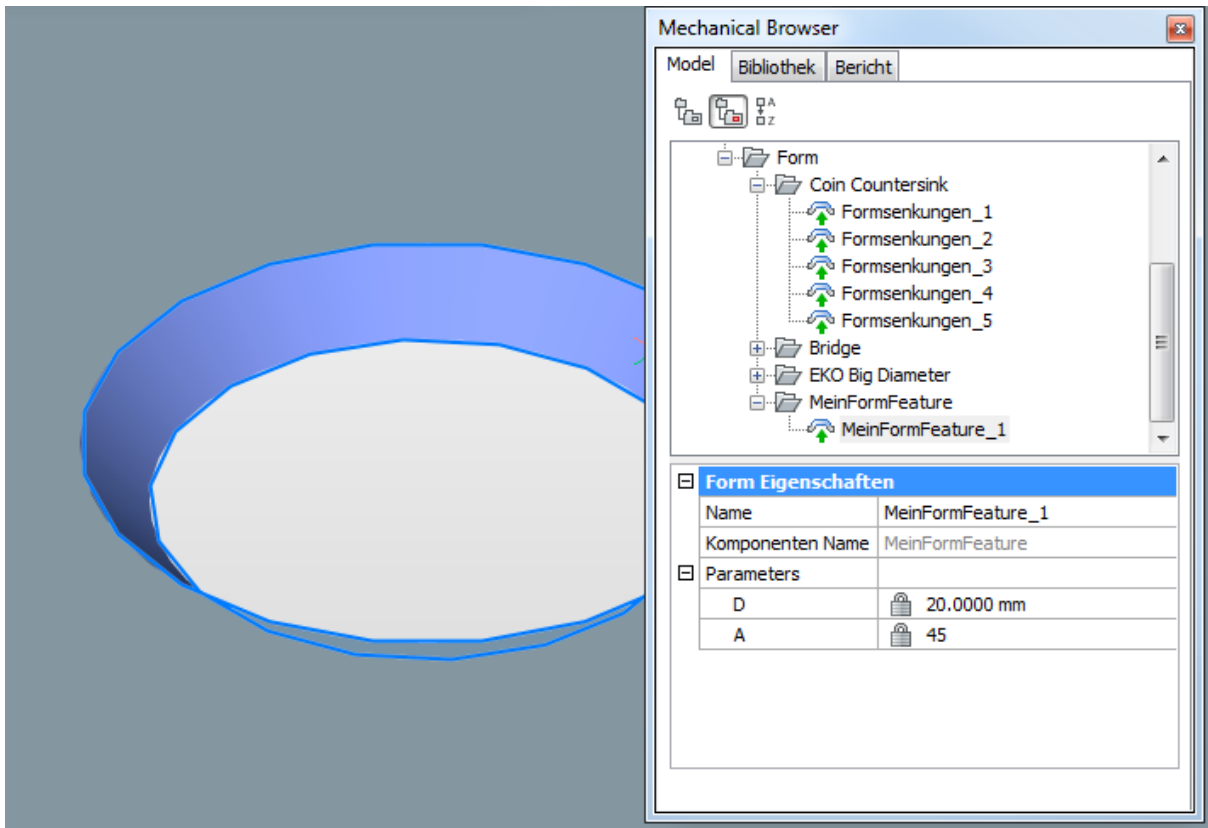 Mechanical Browser
Model Bibliothek Bericht
A
Z
Form
Coin Countersink
Formsenkungen_1
Formsenkungen_2
Formsenkungen_3
Formsenkungen_4
Formsenkungen_5
Bridge
EKO Big Diameter
MeinFormFeature
MeinFormFeature_1
Form Eigenschaften
Name MeinFormFeature_1
Komponenten Name MeinFormFeature
Parameters
D 20.0000 mm
A 45